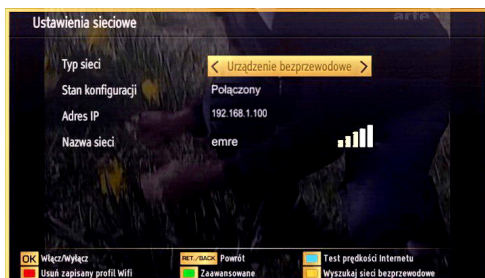 Ustawienia sieciowe
arte
Typ sieci
Urządzenie bezprzewodowe
Stan konfiguracji
Połączony
Adres IP
192.168.1.100
Nazwa sieci
emre
OK Włącz/Wyłącz
RET./BACK Powrót
Test prędkości Internetu
Usuń zapisany profil Wifi
Zaawansowane
Wyszukaj sieci bezprzewodowe